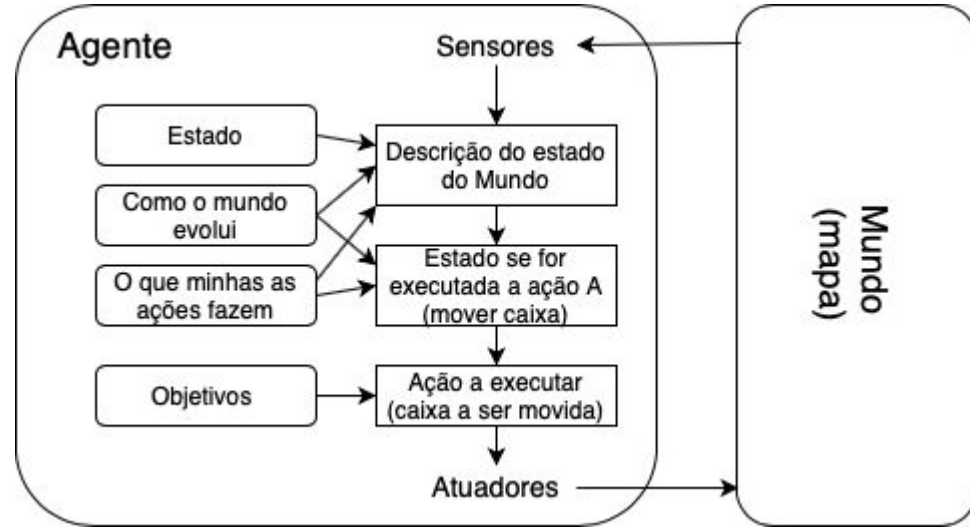 Agente
Sensores
Estado
Descrição do estado
do Mundo
Como o mundo
evolui
O que minhas as
ações fazem
Estado se for
executada a ação A
(mover caixa)
Objetivos
Ação a executar
(caixa a ser movida)
Atuadores
Mundo
(mapa)